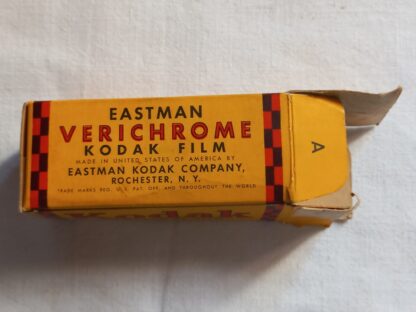 EASTMAN
VERICHROME
KODAK FILM
MADE IN UNITED STATES OF AMERICA BY
EASTMAN KODAK COMPANY,
ROCHESTER, N. Y.
TRADE MARKS REG. U.S. PAT. OFF. AND THROUGHOUT THE WORLD
A
Kodak